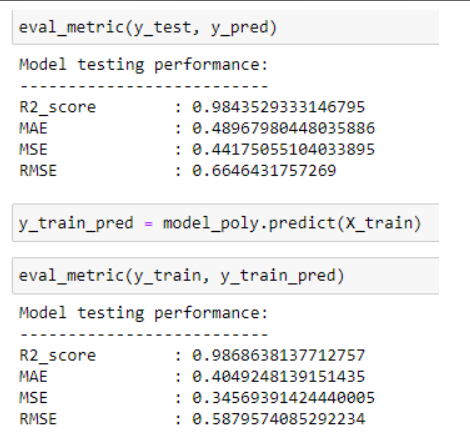 eval_metric(y_test, y_pred)
Model testing performance:
--------------------------
R2_score : 0.9843529333146795
MAE : 0.48967980448035886
MSE : 0.44175055104033895
RMSE : 0.6646431757269
y_train_pred = model_poly.predict(X_train)
eval_metric(y_train, y_train_pred)
Model testing performance:
--------------------------
R2_score : 0.9868638137712757
MAE : 0.4049248139151435
MSE : 0.34569391424440005
RMSE : 0.5879574085292234